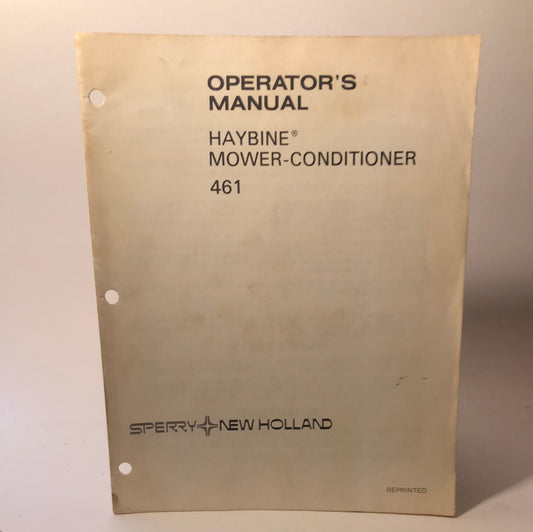 OPERATOR'S
MANUAL
HAYBINE®
MOWER-CONDITIONER
461
SPERRY NEW HOLLAND
REPRINTED